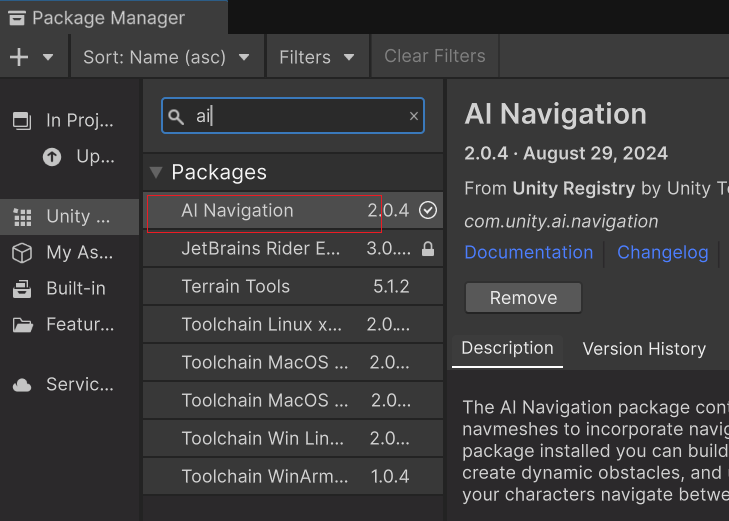 Package Manager
Sort: Name (asc)
Filters
Clear Filters
In Proj...
Up...
Unity ...
My As...
Built-in
Featur...
Servic...
ai
Packages
AI Navigation 2.0.4
JetBrains Rider E... 3.0....
Terrain Tools 5.1.2
Toolchain Linux x... 2.0....
Toolchain MacOS ... 2.0...
Toolchain MacOS ... 2.0...
Toolchain Win Lin... 2.0...
Toolchain WinArm... 1.0.4
AI Navigation
2.0.4 · August 29, 2024
From Unity Registry by Unity
com.unity.ai.navigation
Documentation
Changelog
Remove
Description
Version History
The AI Navigation package
navmeshes to incorporate
package installed you can build
create dynamic obstacles, and
your characters navigate